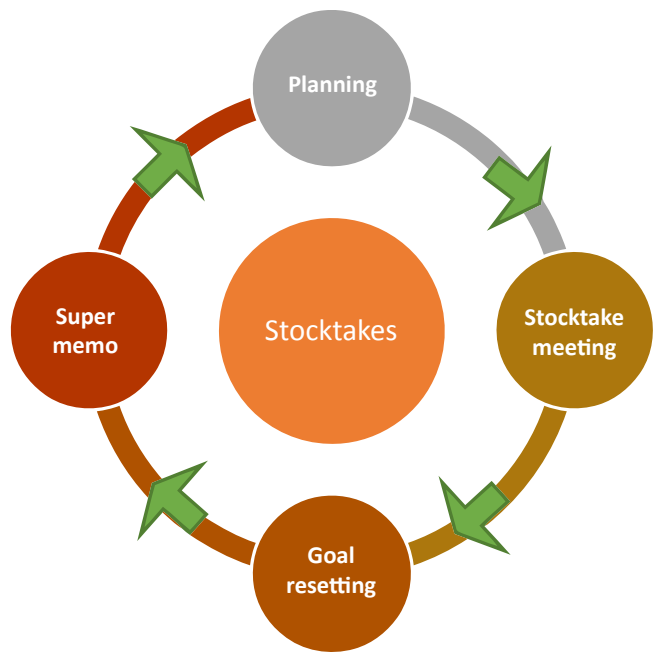 Planning
Stocktake
meeting
Goal
resetting
Super
memo
Stocktakes